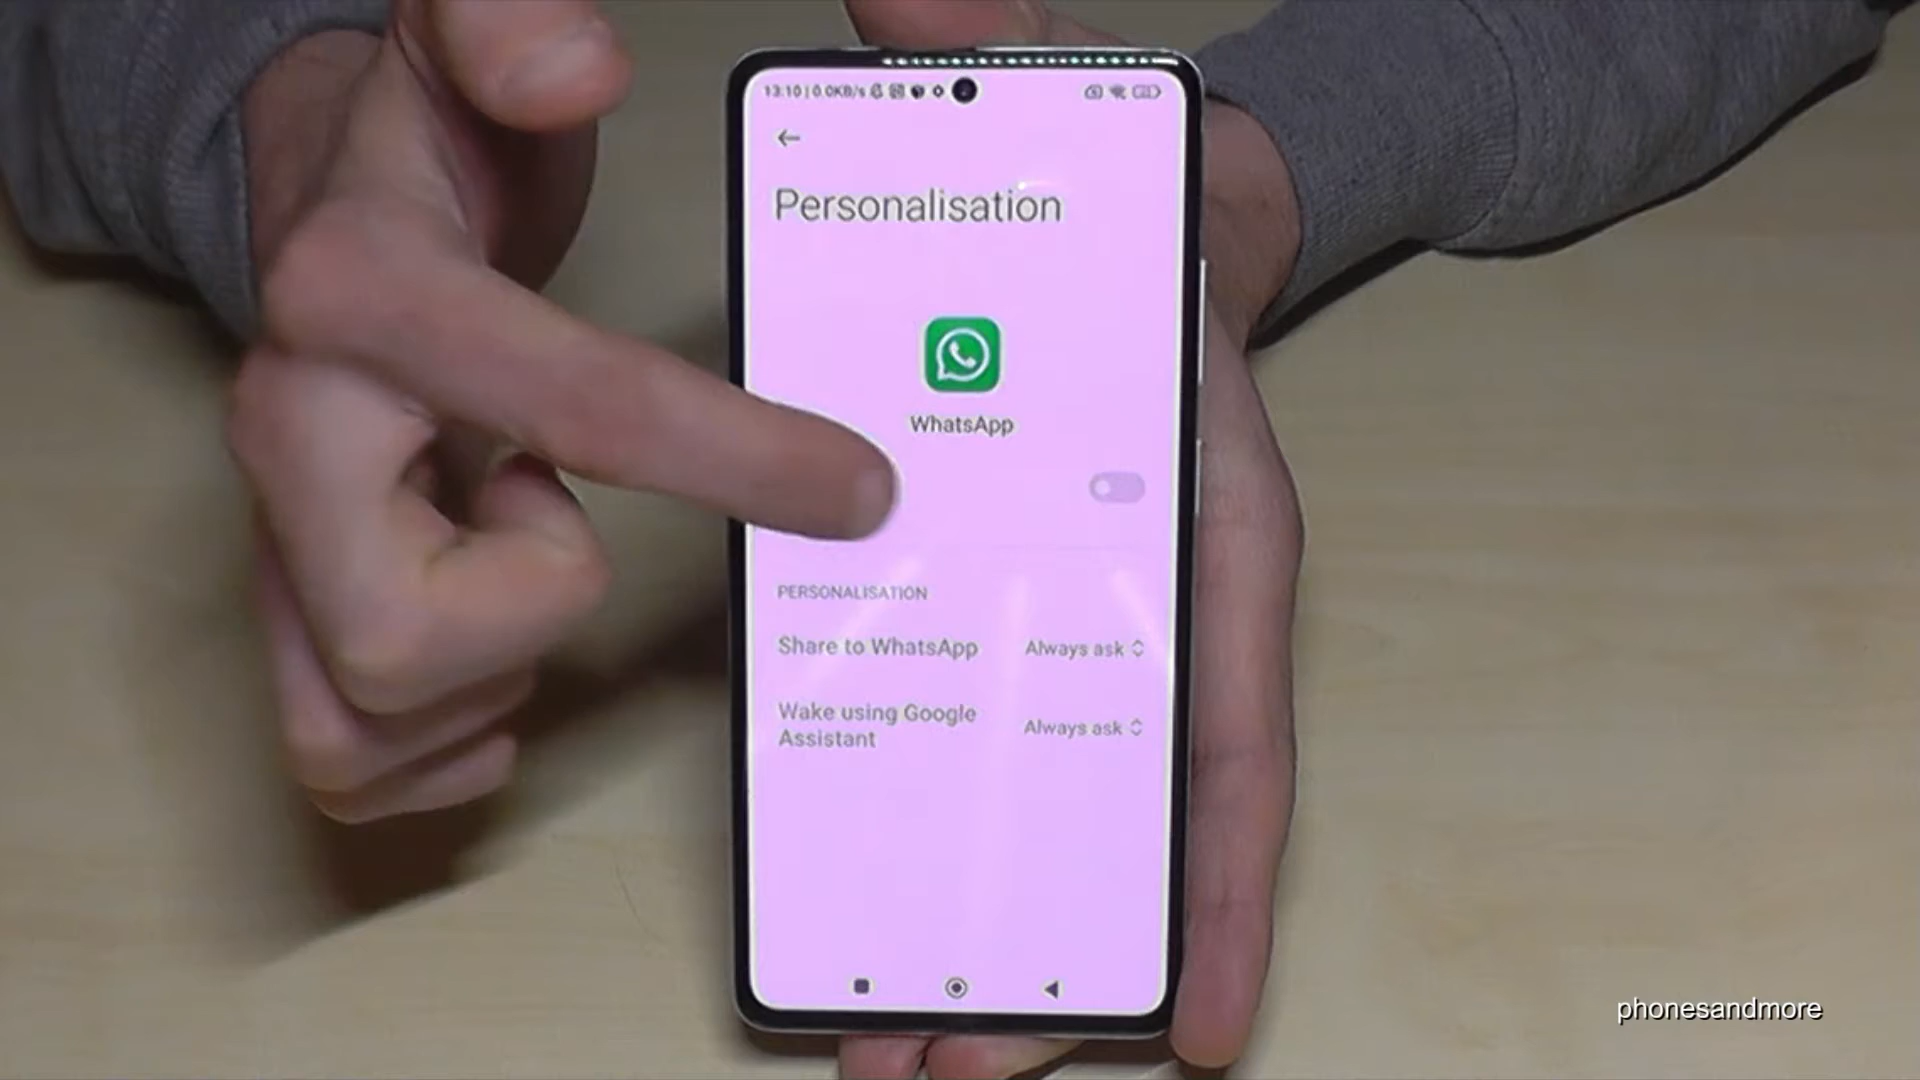 13:10 | 0.0KB/s
Personalisation
WhatsApp
PERSONALISATION
Share to WhatsApp Always ask
Wake using Google
Assistant Always ask
phonesandmore